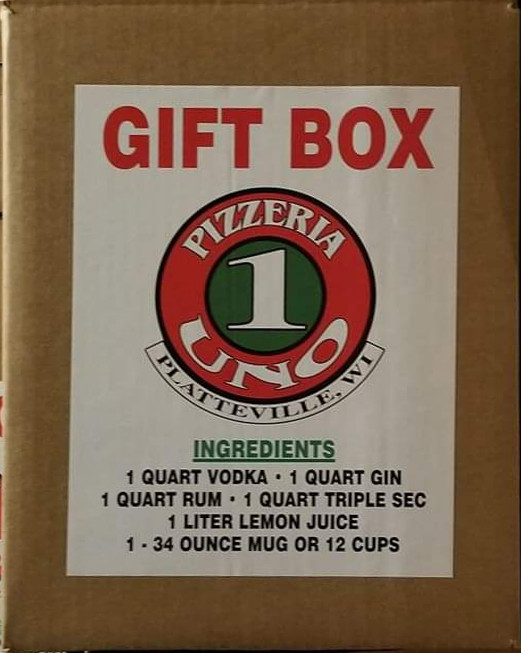 GIFT BOX
PIZZERIA
1
UNO
PLATTEVILLE, WI
INGREDIENTS
1 QUART VODKA • 1 QUART GIN
1 QUART RUM • 1 QUART TRIPLE SEC
1 LITER LEMON JUICE
1 - 34 OUNCE MUG OR 12 CUPS